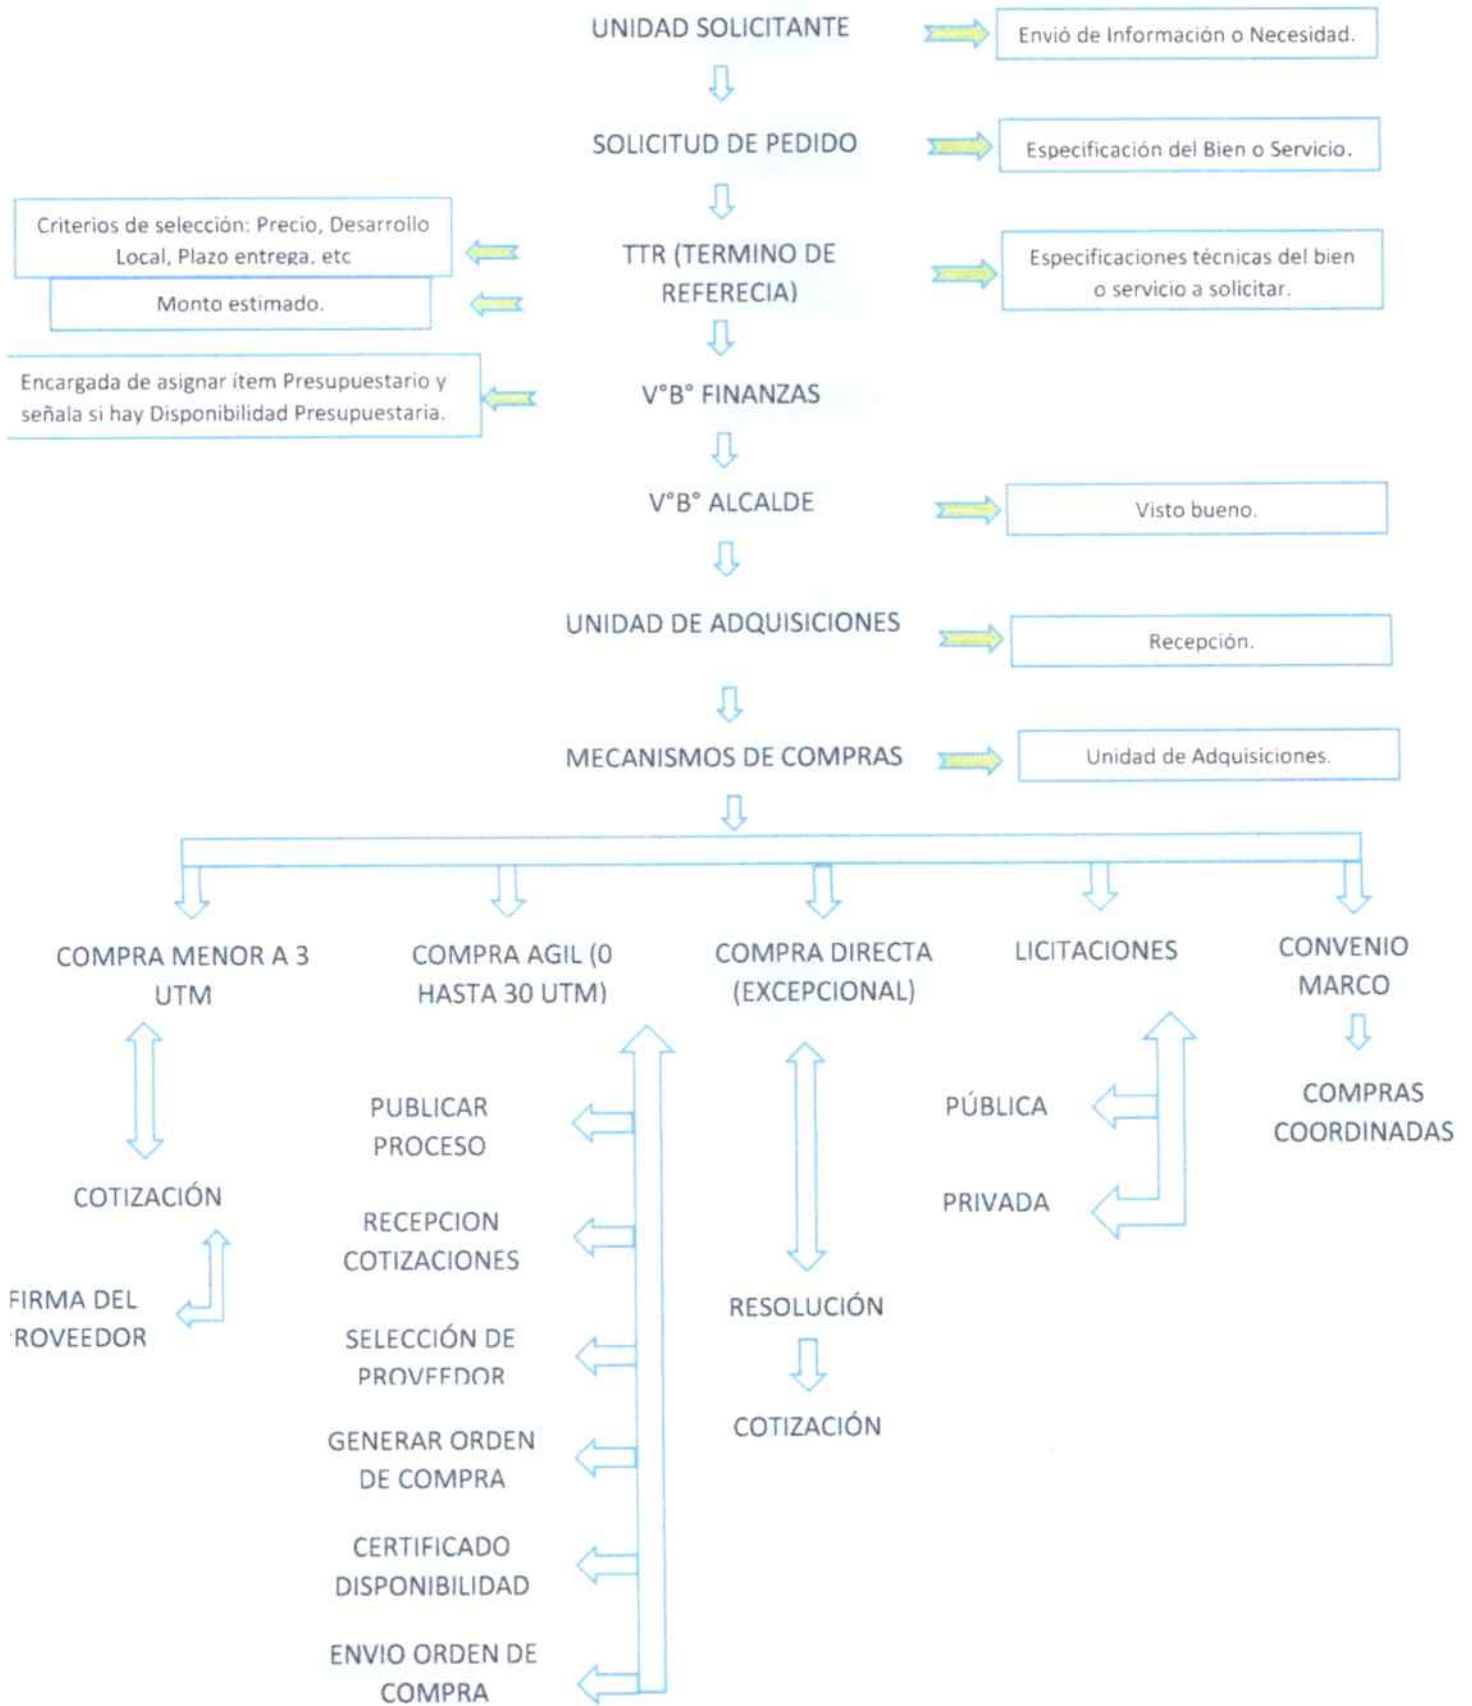 UNIDAD SOLICITANTE
Envió de Información o Necesidad.
SOLICITUD DE PEDIDO
Especificación del Bien o Servicio.
Criterios de selección: Precio, Desarrollo
Local, Plazo entrega, etc
Monto estimado.
TTR (TERMINO DE
REFERECIA)
Especificaciones técnicas del bien
o servicio a solicitar.
Encargada de asignar ítem Presupuestario y
señala si hay Disponibilidad Presupuestaria.
V°B° FINANZAS
V°B° ALCALDE
Visto bueno.
UNIDAD DE ADQUISICIONES
Recepción.
MECANISMOS DE COMPRAS
Unidad de Adquisiciones.
COMPRA MENOR A 3
UTM
COTIZACIÓN
FIRMA DEL
ROVEEDOR
COMPRA AGIL (0
HASTA 30 UTM)
PUBLICAR
PROCESO
RECEPCION
COTIZACIONES
SELECCIÓN DE
PROVEEDOR
GENERAR ORDEN
DE COMPRA
CERTIFICADO
DISPONIBILIDAD
ENVIO ORDEN DE
COMPRA
COMPRA DIRECTA
(EXCEPCIONAL)
RESOLUCIÓN
COTIZACIÓN
LICITACIONES
PÚBLICA
PRIVADA
CONVENIO
MARCO
COMPRAS
COORDINADAS